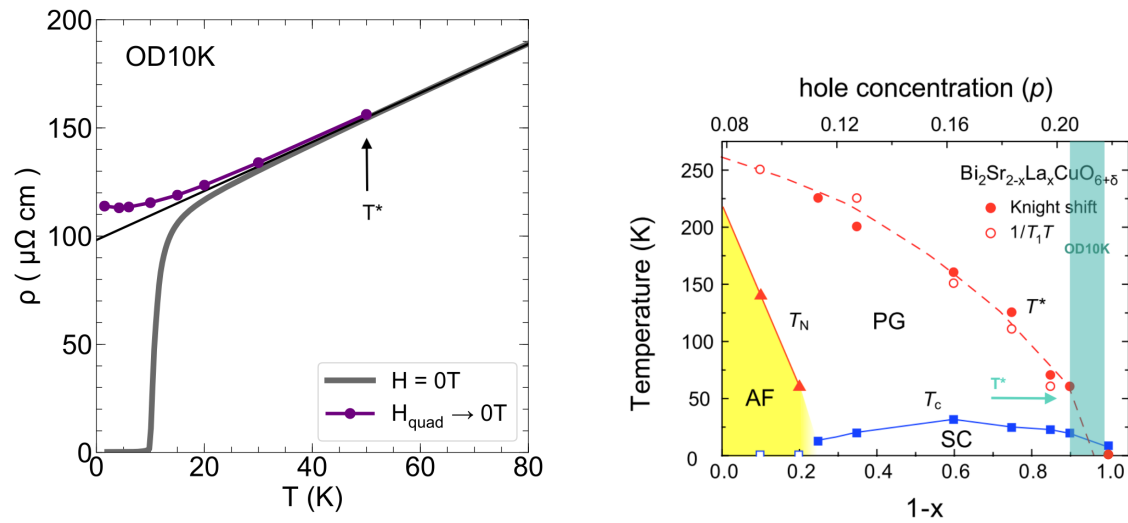 200
150
100
50
0
ρ ( μΩ cm )
OD10K
T*
H = 0T
H_quad → 0T
0 20 40 60 80
T (K)
hole concentration (p)
0.08 0.12 0.16 0.20
Bi₂Sr₂₋ₓLaₓCuO₆₊δ
Knight shift
1/T₁T
OD10K
250
225
200
150
100
50
0
Temperature (K)
T_N
PG
T*
AF
T*
T_c
SC
0.0 0.2 0.4 0.6 0.8 1.0
1-x